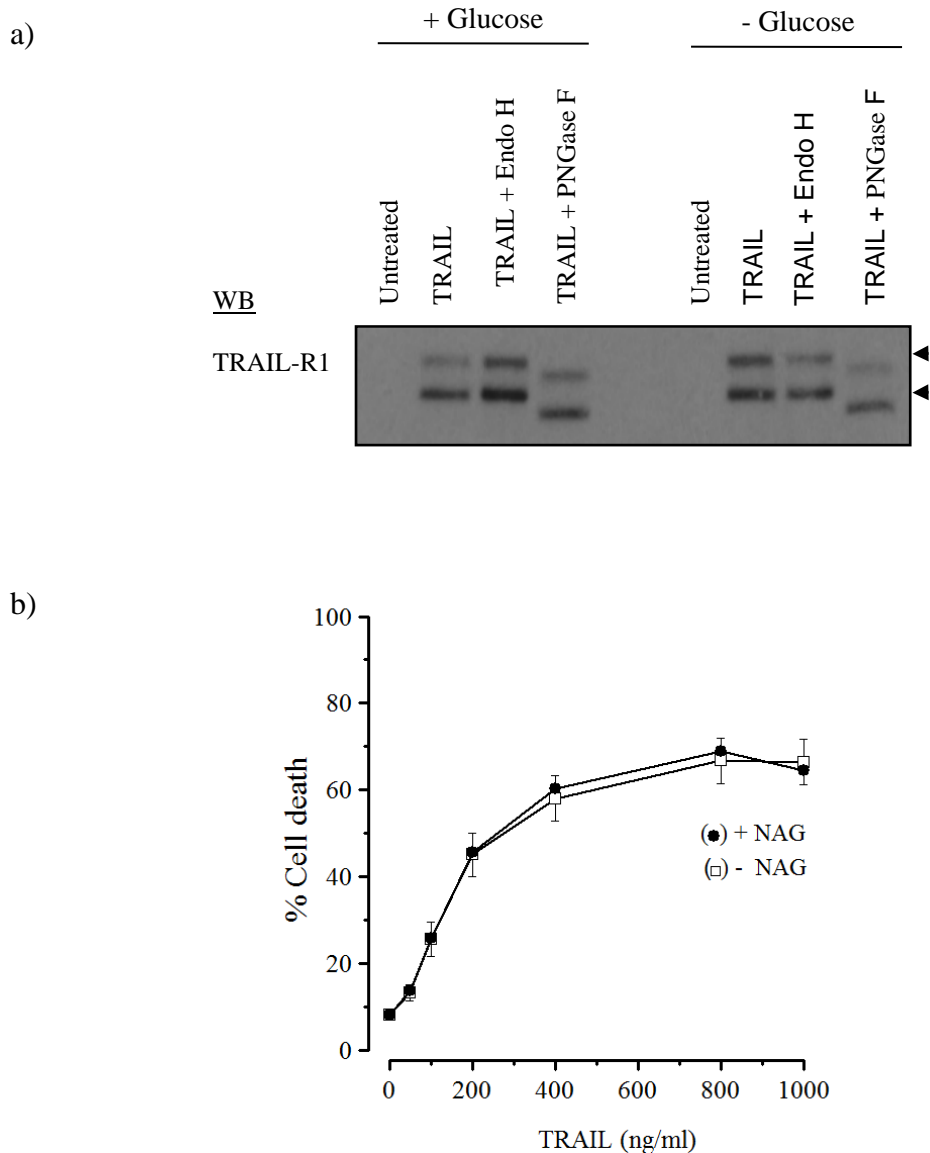 a)
+ Glucose
- Glucose
Untreated
TRAIL
TRAIL + Endo H
TRAIL + PNGase F
Untreated
TRAIL
TRAIL + Endo H
TRAIL + PNGase F
WB
TRAIL-R1
b)
100
80
60
40
20
0
% Cell death
(●) + NAG
(□) - NAG
0 200 400 600 800 1000
TRAIL (ng/ml)